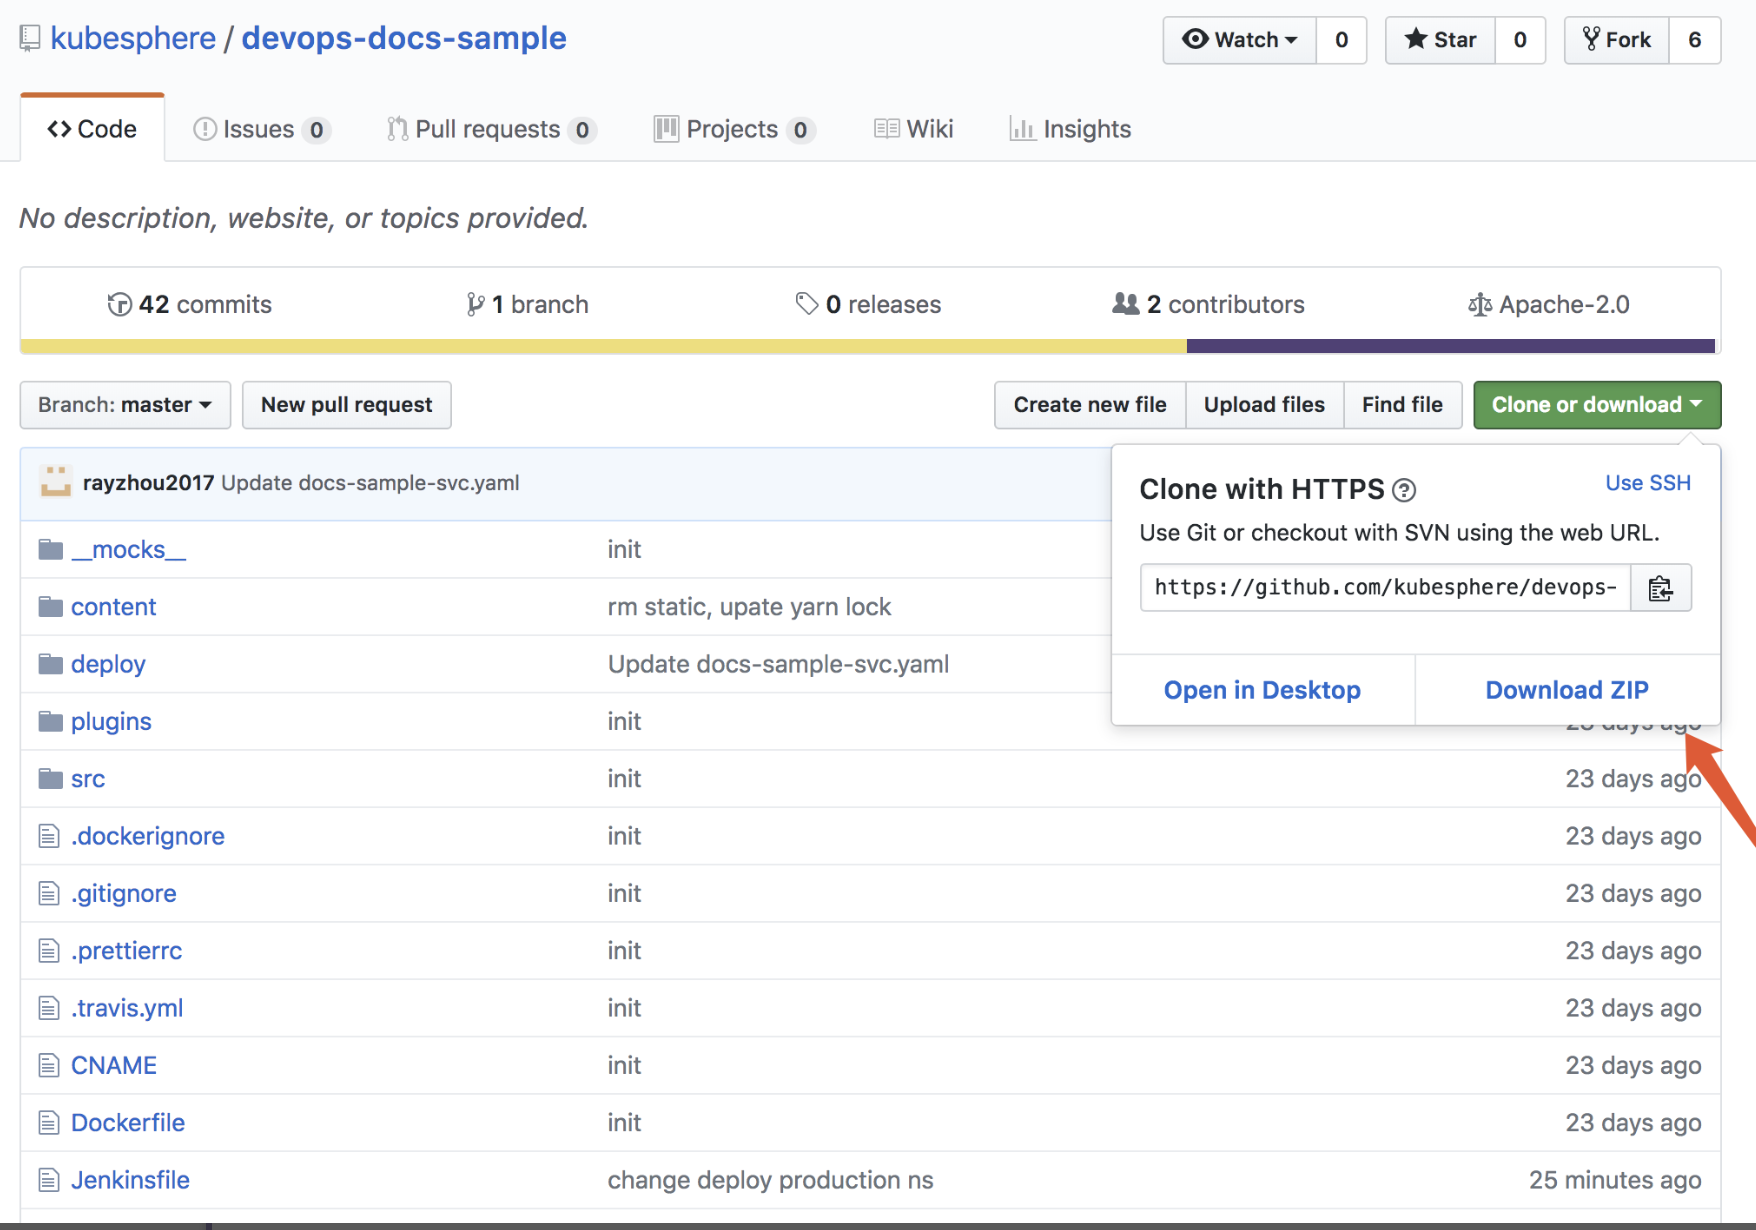 kubesphere / devops-docs-sample
Watch 0 Star 0 Fork 6
Code Issues 0 Pull requests 0 Projects 0 Wiki Insights
No description, website, or topics provided.
42 commits 1 branch 0 releases 2 contributors Apache-2.0
Branch: master New pull request Create new file Upload files Find file Clone or download
rayzhou2017 Update docs-sample-svc.yaml
Clone with HTTPS Use SSH
Use Git or checkout with SVN using the web URL.
https://github.com/kubesphere/devops-
Open in Desktop Download ZIP
__mocks__ init
content rm static, upate yarn lock
deploy Update docs-sample-svc.yaml
plugins init 23 days ago
src init 23 days ago
.dockerignore init 23 days ago
.gitignore init 23 days ago
.prettierrc init 23 days ago
.travis.yml init 23 days ago
CNAME init 23 days ago
Dockerfile init 23 days ago
Jenkinsfile change deploy production ns 25 minutes ago